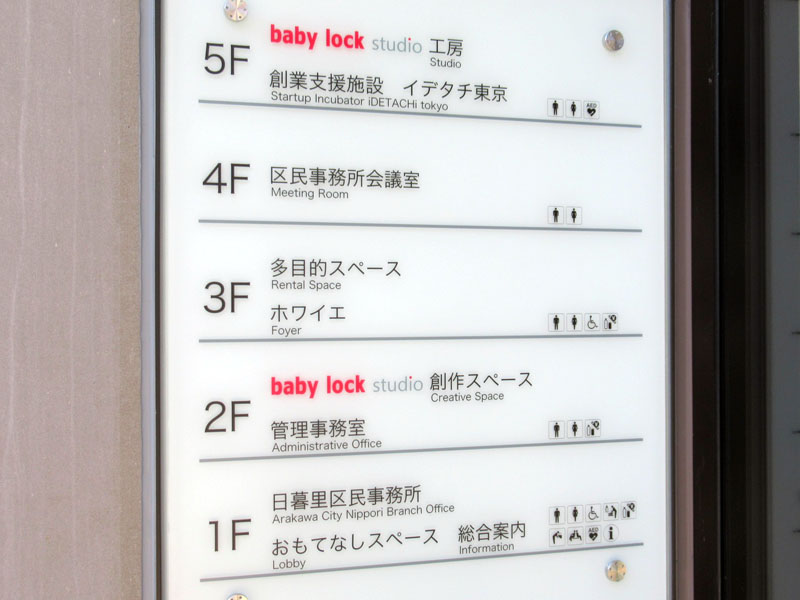 5F
baby lock studio 工房
Studio
創業支援施設 イデタチ東京
Startup Incubator iDETACHi tokyo
AED
4F
区民事務所会議室
Meeting Room
3F
多目的スペース
Rental Space
ホワイエ
Foyer
2F
baby lock studio 創作スペース
Creative Space
管理事務室
Administrative Office
1F
日暮里区民事務所
Arakawa City Nippori Branch Office
おもてなしスペース 総合案内
Lobby Information
AED